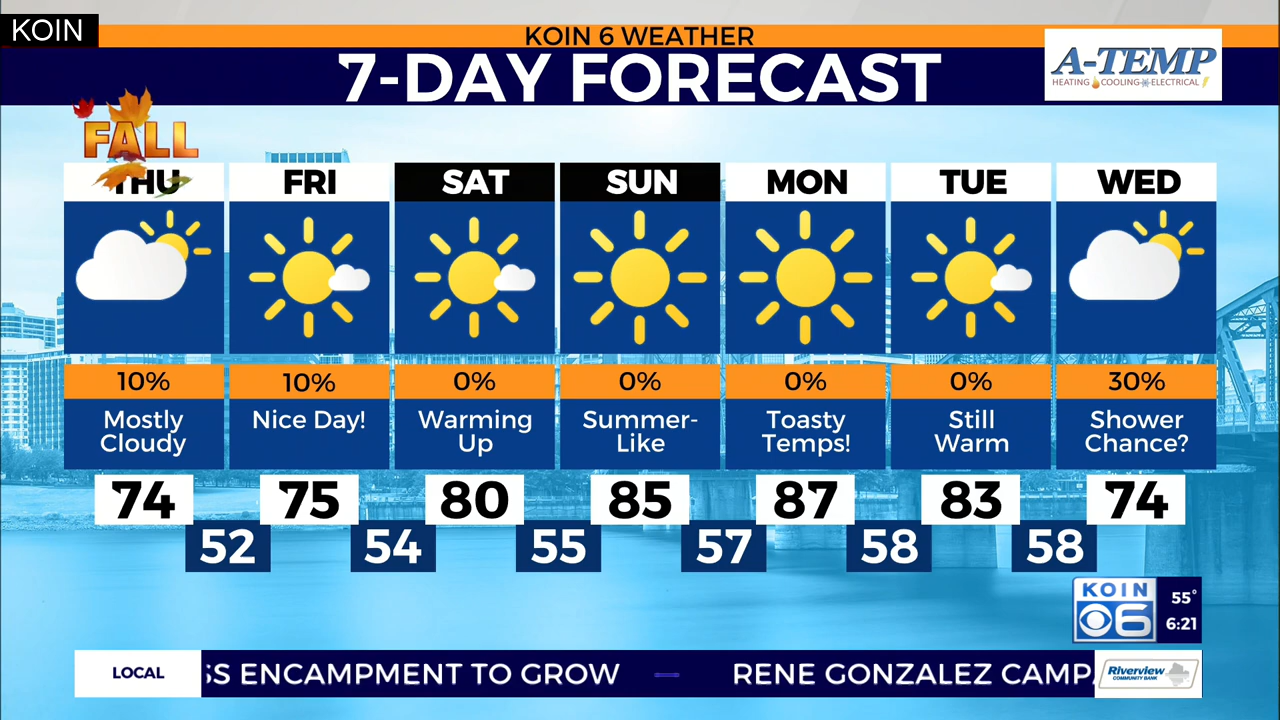 KOIN
KOIN 6 WEATHER
7-DAY FORECAST
A-TEMP
HEATING COOLING ELECTRICAL
FALL
THU FRI SAT SUN MON TUE WED
10% 10% 0% 0% 0% 0% 30%
Mostly Nice Day! Warming Summer- Toasty Still Shower
Cloudy Up Like Temps! Warm Chance?
74 75 80 85 87 83 74
52 54 55 57 58 58
KOIN
6
55°
6:21
LOCAL
SS ENCAMPMENT TO GROW — RENE GONZALEZ CAMPA
Riverview
COMMUNITY BANK